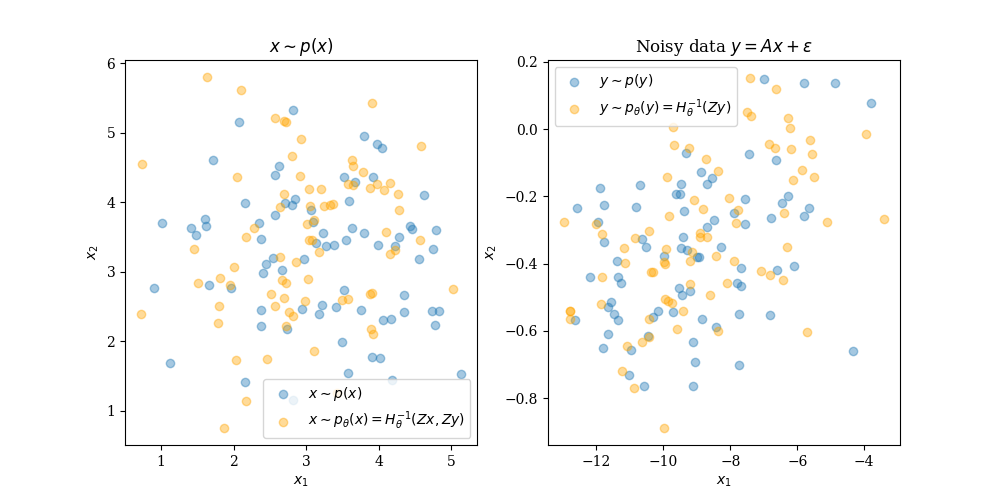 x ~ p(x)
6
5
4
3
2
1
x₂
x ~ p(x)
x ~ p_θ(x) = H_θ^{-1}(Zx, Zy)
1 2 3 4 5
x₁
Noisy data y = Ax + ε
0.2
0.0
−0.2
−0.4
−0.6
−0.8
x₂
y ~ p(y)
y ~ p_θ(y) = H_θ^{-1}(Zy)
−12 −10 −8 −6 −4
x₁